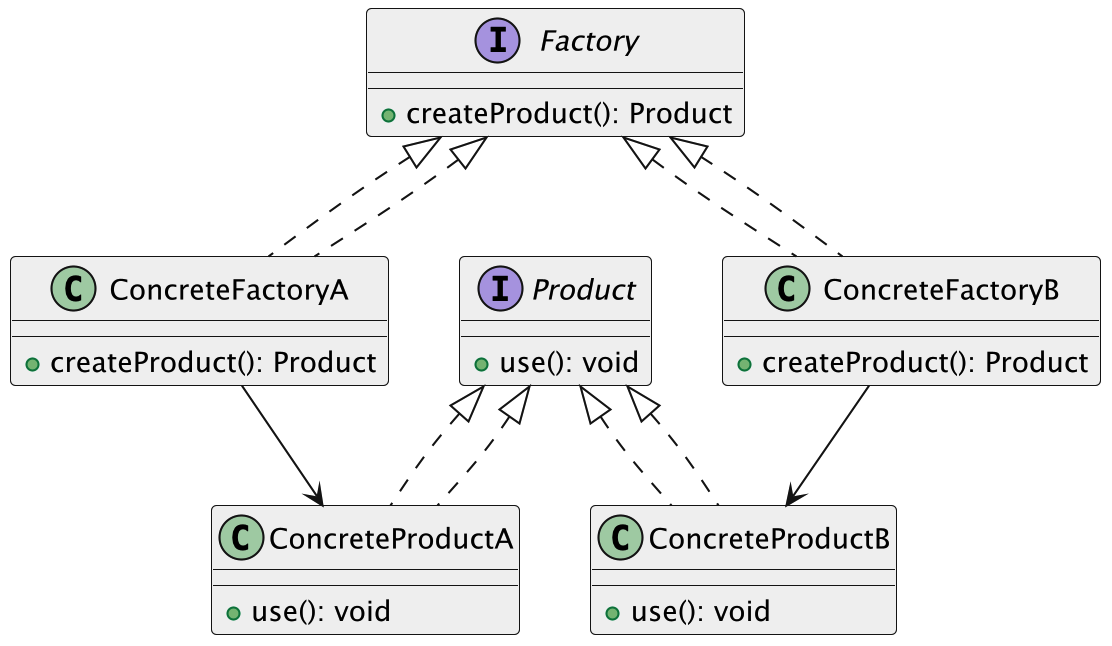 I Factory
createProduct(): Product
C ConcreteFactoryA
createProduct(): Product
I Product
use(): void
C ConcreteFactoryB
createProduct(): Product
C ConcreteProductA
use(): void
C ConcreteProductB
use(): void